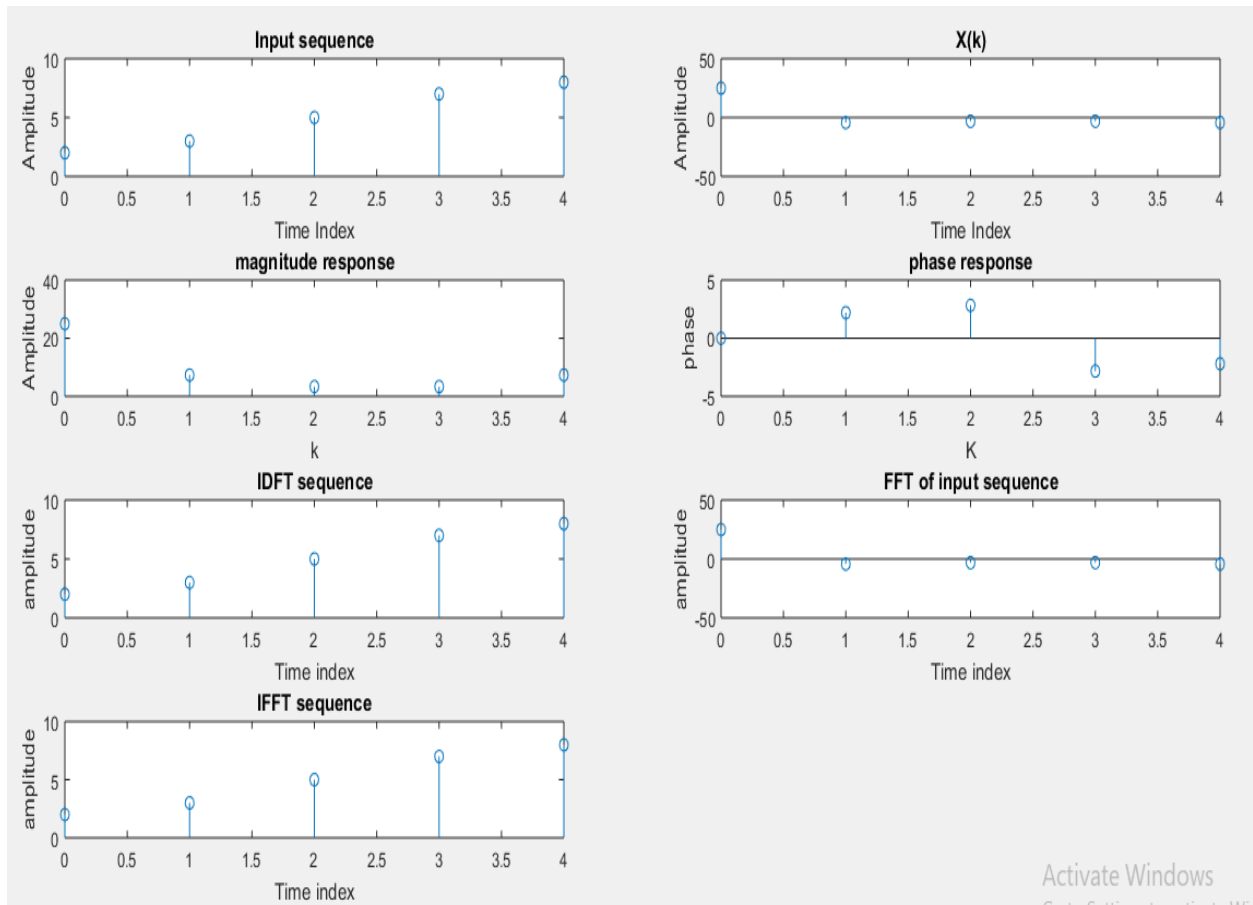 Input sequence
Amplitude
10
5
0
0 0.5 1 1.5 2 2.5 3 3.5 4
Time Index
X(k)
Amplitude
50
0
-50
0 0.5 1 1.5 2 2.5 3 3.5 4
Time Index
magnitude response
Amplitude
40
20
0
0 0.5 1 1.5 2 2.5 3 3.5 4
k
phase response
phase
5
0
-5
0 0.5 1 1.5 2 2.5 3 3.5 4
K
IDFT sequence
amplitude
10
5
0
0 0.5 1 1.5 2 2.5 3 3.5 4
Time index
FFT of input sequence
amplitude
50
0
-50
0 0.5 1 1.5 2 2.5 3 3.5 4
Time index
IFFT sequence
amplitude
10
5
0
0 0.5 1 1.5 2 2.5 3 3.5 4
Time index
Activate Windows